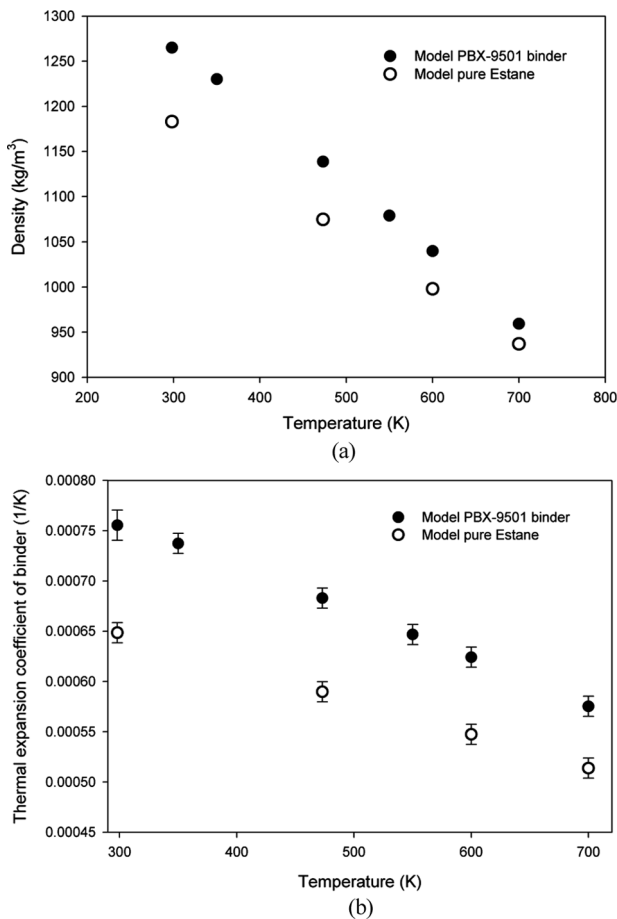 1300
1250
1200
1150
1100
1050
1000
950
900
Density (kg/m³)
Model PBX-9501 binder
Model pure Estane
200 300 400 500 600 700 800
Temperature (K)
(a)
0.00080
0.00075
0.00070
0.00065
0.00060
0.00055
0.00050
0.00045
Thermal expansion coefficient of binder (1/K)
Model PBX-9501 binder
Model pure Estane
300 400 500 600 700
Temperature (K)
(b)